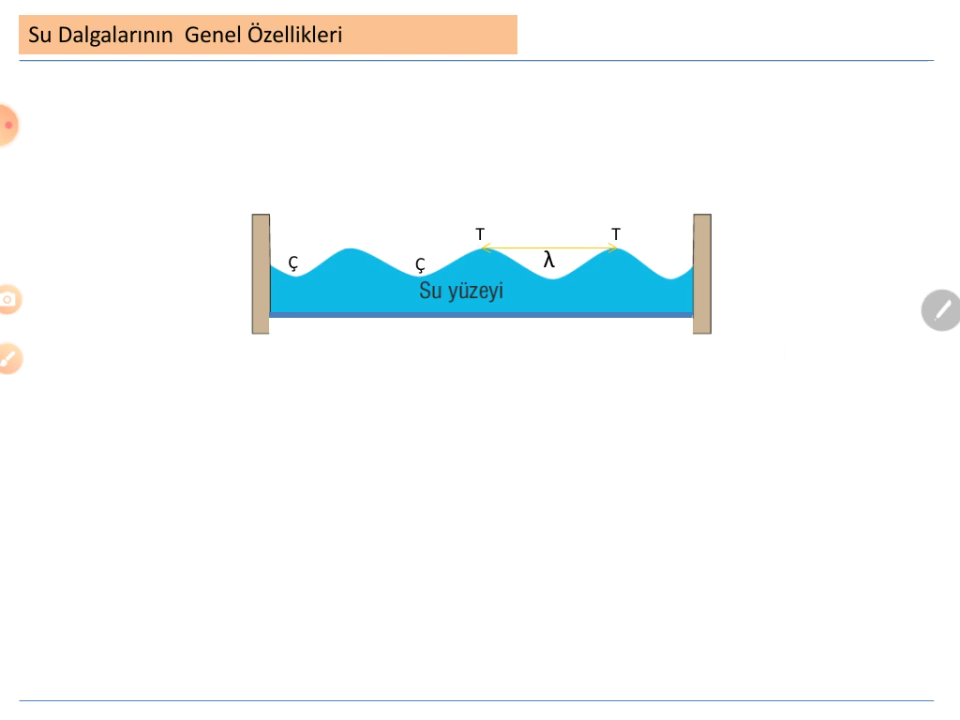 Su Dalgalarının Genel Özellikleri
T T
Ç Ç λ
Su yüzeyi